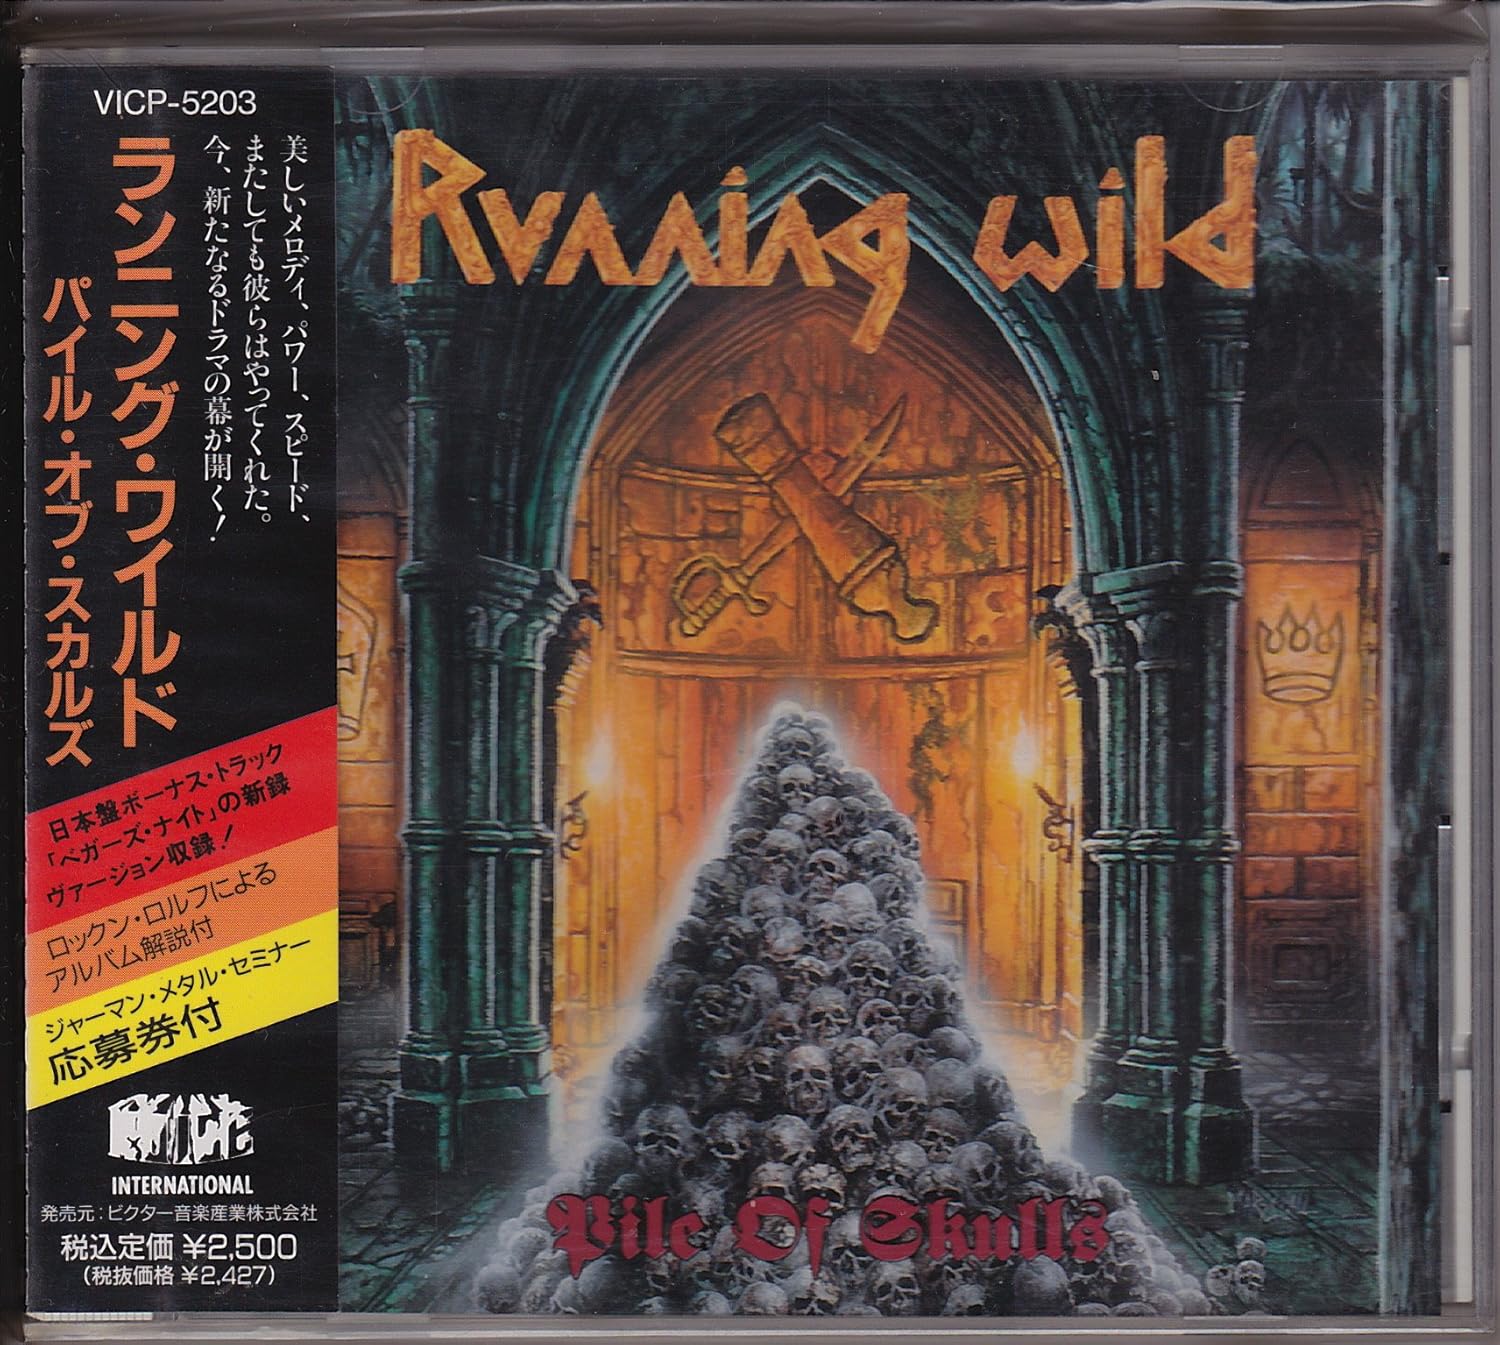 VICP-5203
美しいメロディ、パワー、スピード、
またしても彼らはやってくれた。
今、新たなるドラマの幕が開く!
ランニング・ワイルド
パイル・オブ・スカルズ
日本盤ボーナス・トラック
「ベガーズ・ナイト」の新録
ヴァージョン収録!
ロックン・ロルフによる
アルバム解説付
ジャーマン・メタル・セミナー
応募券付
NOISE
INTERNATIONAL
発売元:ビクター音楽産業株式会社
税込定価 ¥2,500
(税抜価格 ¥2,427)
Running Wild
Pile Of Skulls